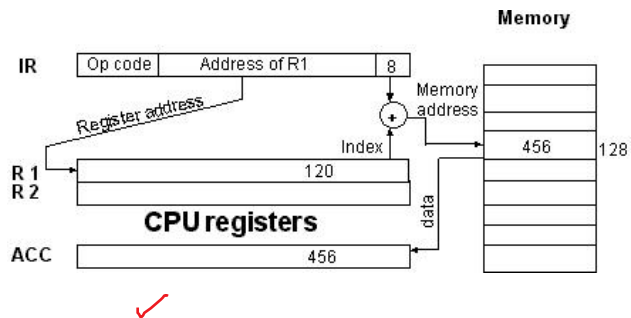 Memory
IR
Op code
Address of R1
8
Register address
Memory
address
+
Index
456
128
R 1
120
R 2
CPU registers
data
ACC
456